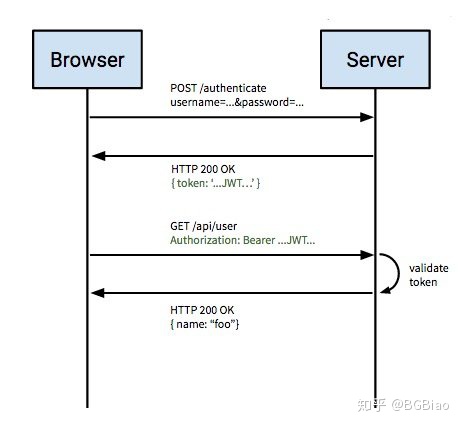 Browser
Server
POST /authenticate
username=...&password=...
HTTP 200 OK
{ token: ‘...JWT...’ }
GET /api/user
Authorization: Bearer ...JWT...
validate
token
HTTP 200 OK
{ name: “foo”}
知乎 @BGBiao